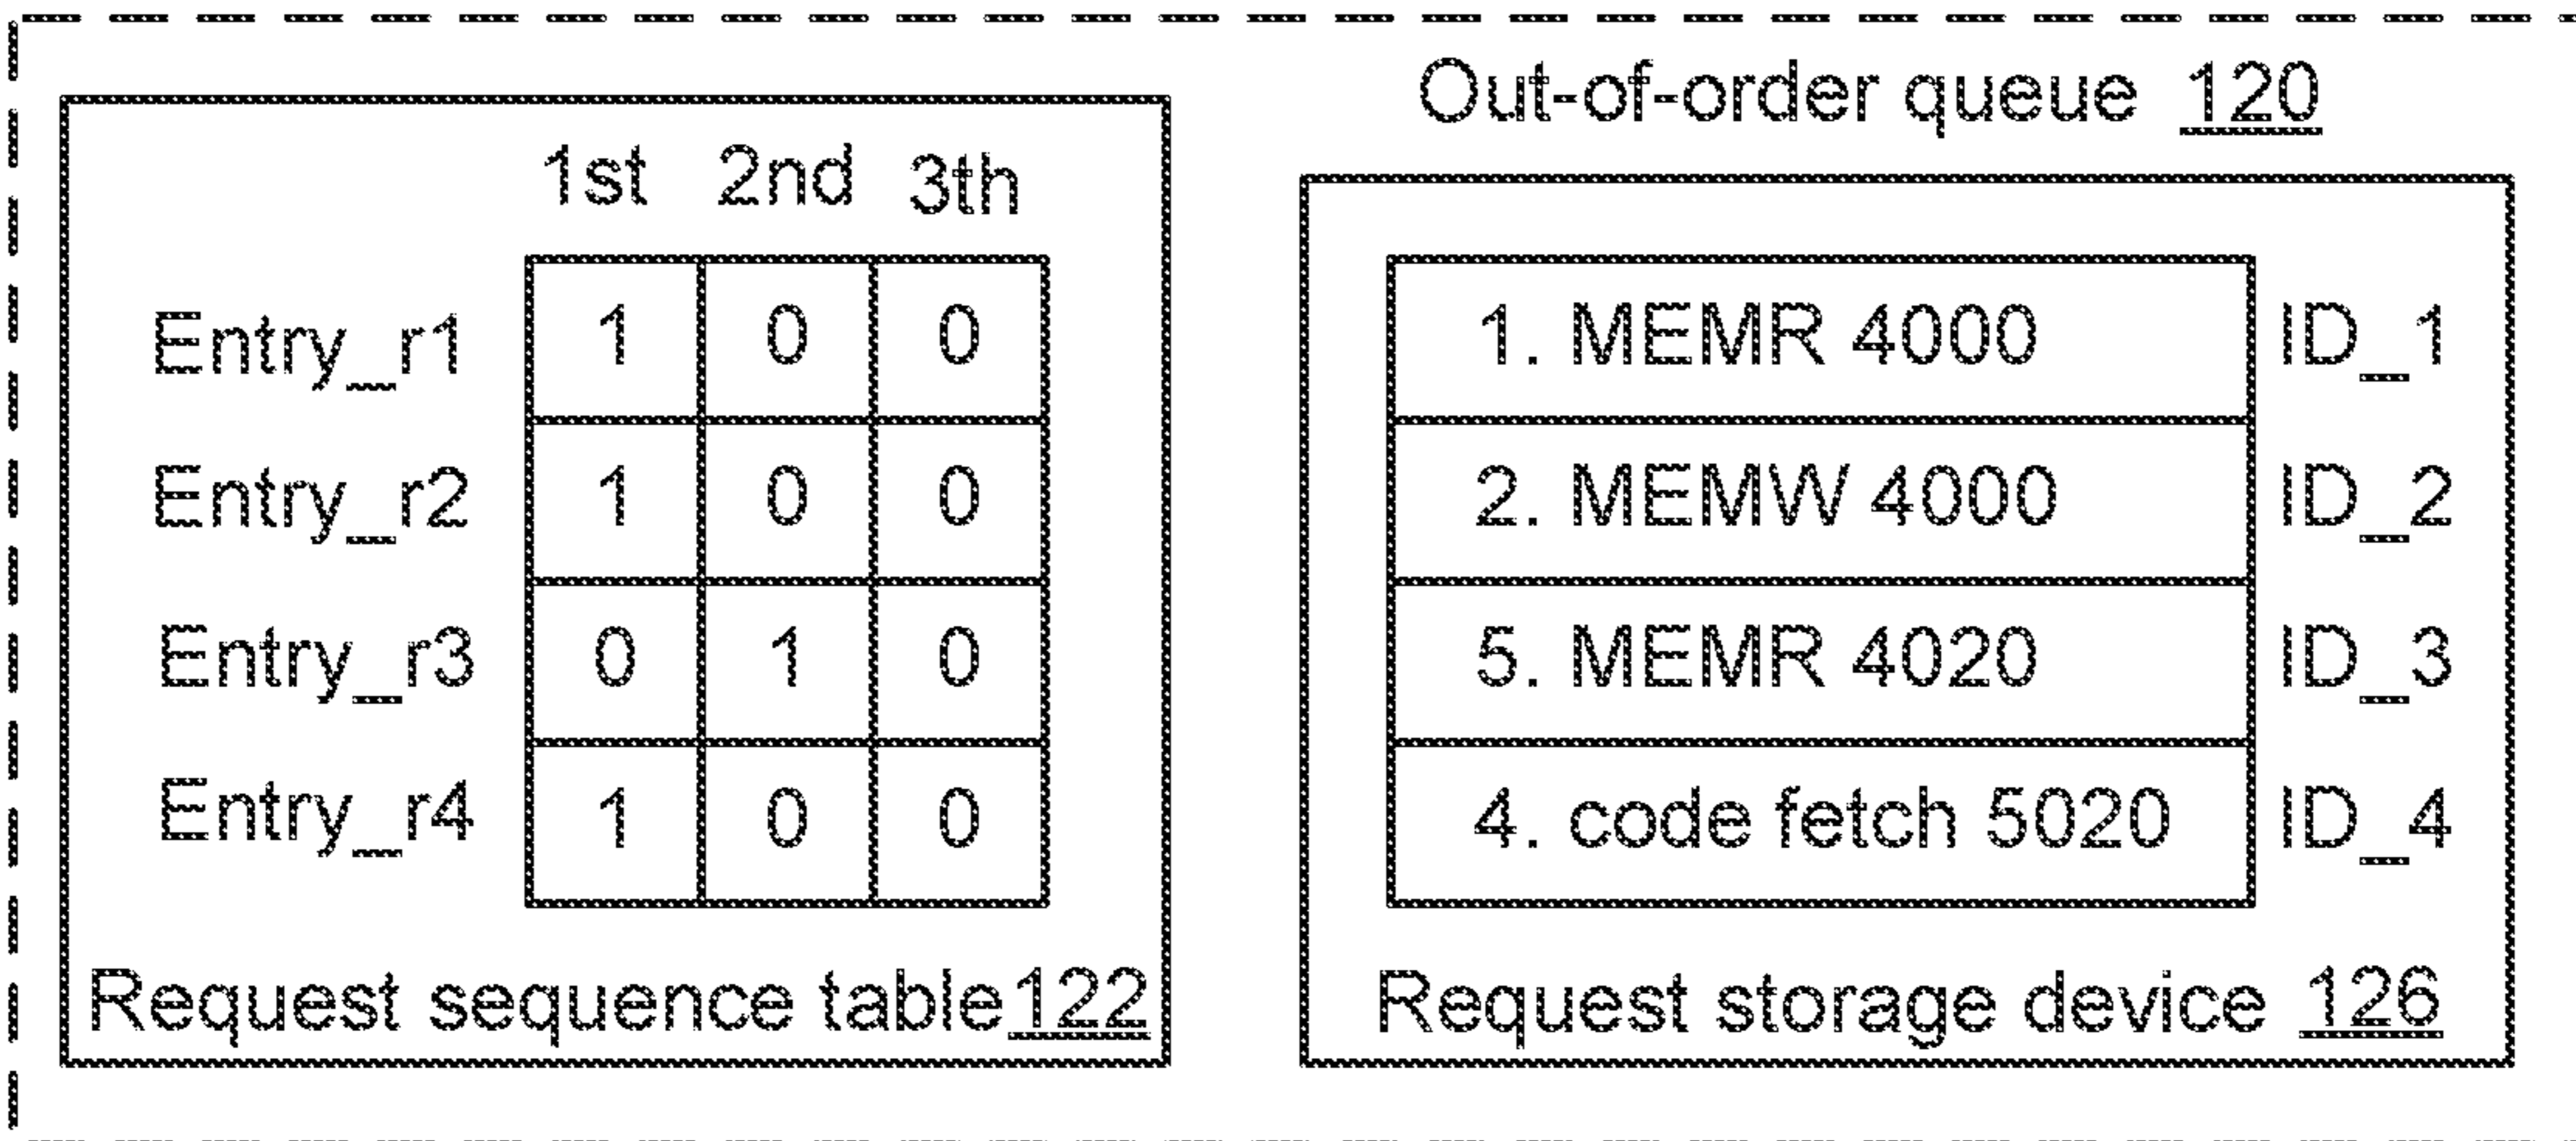 Out-of-order queue 120
1st 2nd 3th
Entry_r1 1 0 0
Entry_r2 1 0 0
Entry_r3 0 1 0
Entry_r4 1 0 0
Request sequence table 122
1. MEMR 4000 ID_1
2. MEMW 4000 ID_2
5. MEMR 4020 ID_3
4. code fetch 5020 ID_4
Request storage device 126